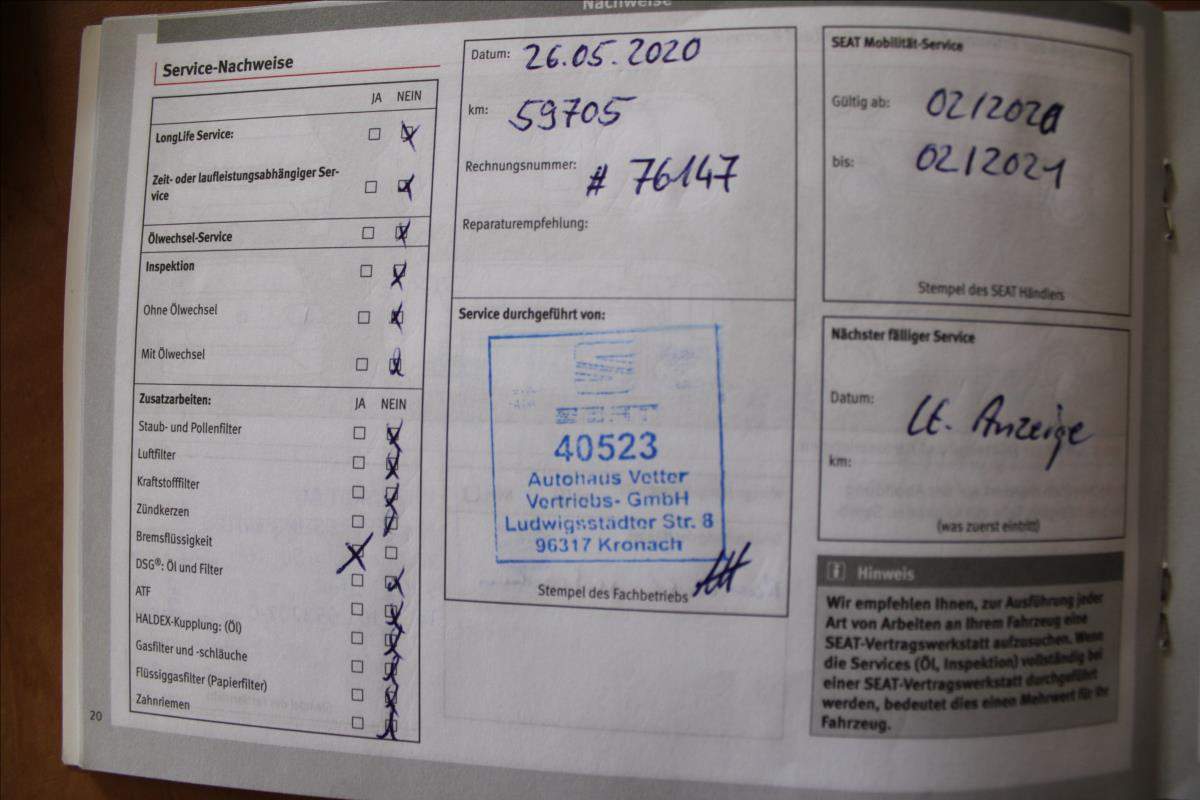 Nachweise
Service-Nachweise
JA NEIN
LongLife Service:
Zeit- oder laufleistungsabhängiger Ser-
vice
Ölwechsel-Service
Inspektion
Ohne Ölwechsel
Mit Ölwechsel
Zusatzarbeiten: JA NEIN
Staub- und Pollenfilter
Luftfilter
Kraftstofffilter
Zündkerzen
Bremsflüssigkeit
DSG®: Öl und Filter
ATF
HALDEX-Kupplung: (Öl)
Gasfilter und -schläuche
Flüssiggasfilter (Papierfilter)
Zahnriemen
20
Datum: 26.05.2020
km: 59705
Rechnungsnummer: # 76147
Reparaturempfehlung:
Service durchgeführt von:
SEAT
40523
Autohaus Vetter
Vertriebs- GmbH
Ludwigsstädter Str. 8
96317 Kronach
Stempel des Fachbetriebs
SEAT Mobilität-Service
Gültig ab: 02/2020
bis: 02/2021
Stempel des SEAT Händlers
Nächster fälliger Service
Datum: lt. Anzeige
km:
(was zuerst eintritt)
Hinweis
Wir empfehlen Ihnen, zur Ausführung jeder
Art von Arbeiten an Ihrem Fahrzeug eine
SEAT-Vertragswerkstatt aufzusuchen. Wenn
die Services (Öl, Inspektion) vollständig bei
einer SEAT-Vertragswerkstatt durchgeführt
werden, bedeutet dies einen Mehrwert für Ihr
Fahrzeug.